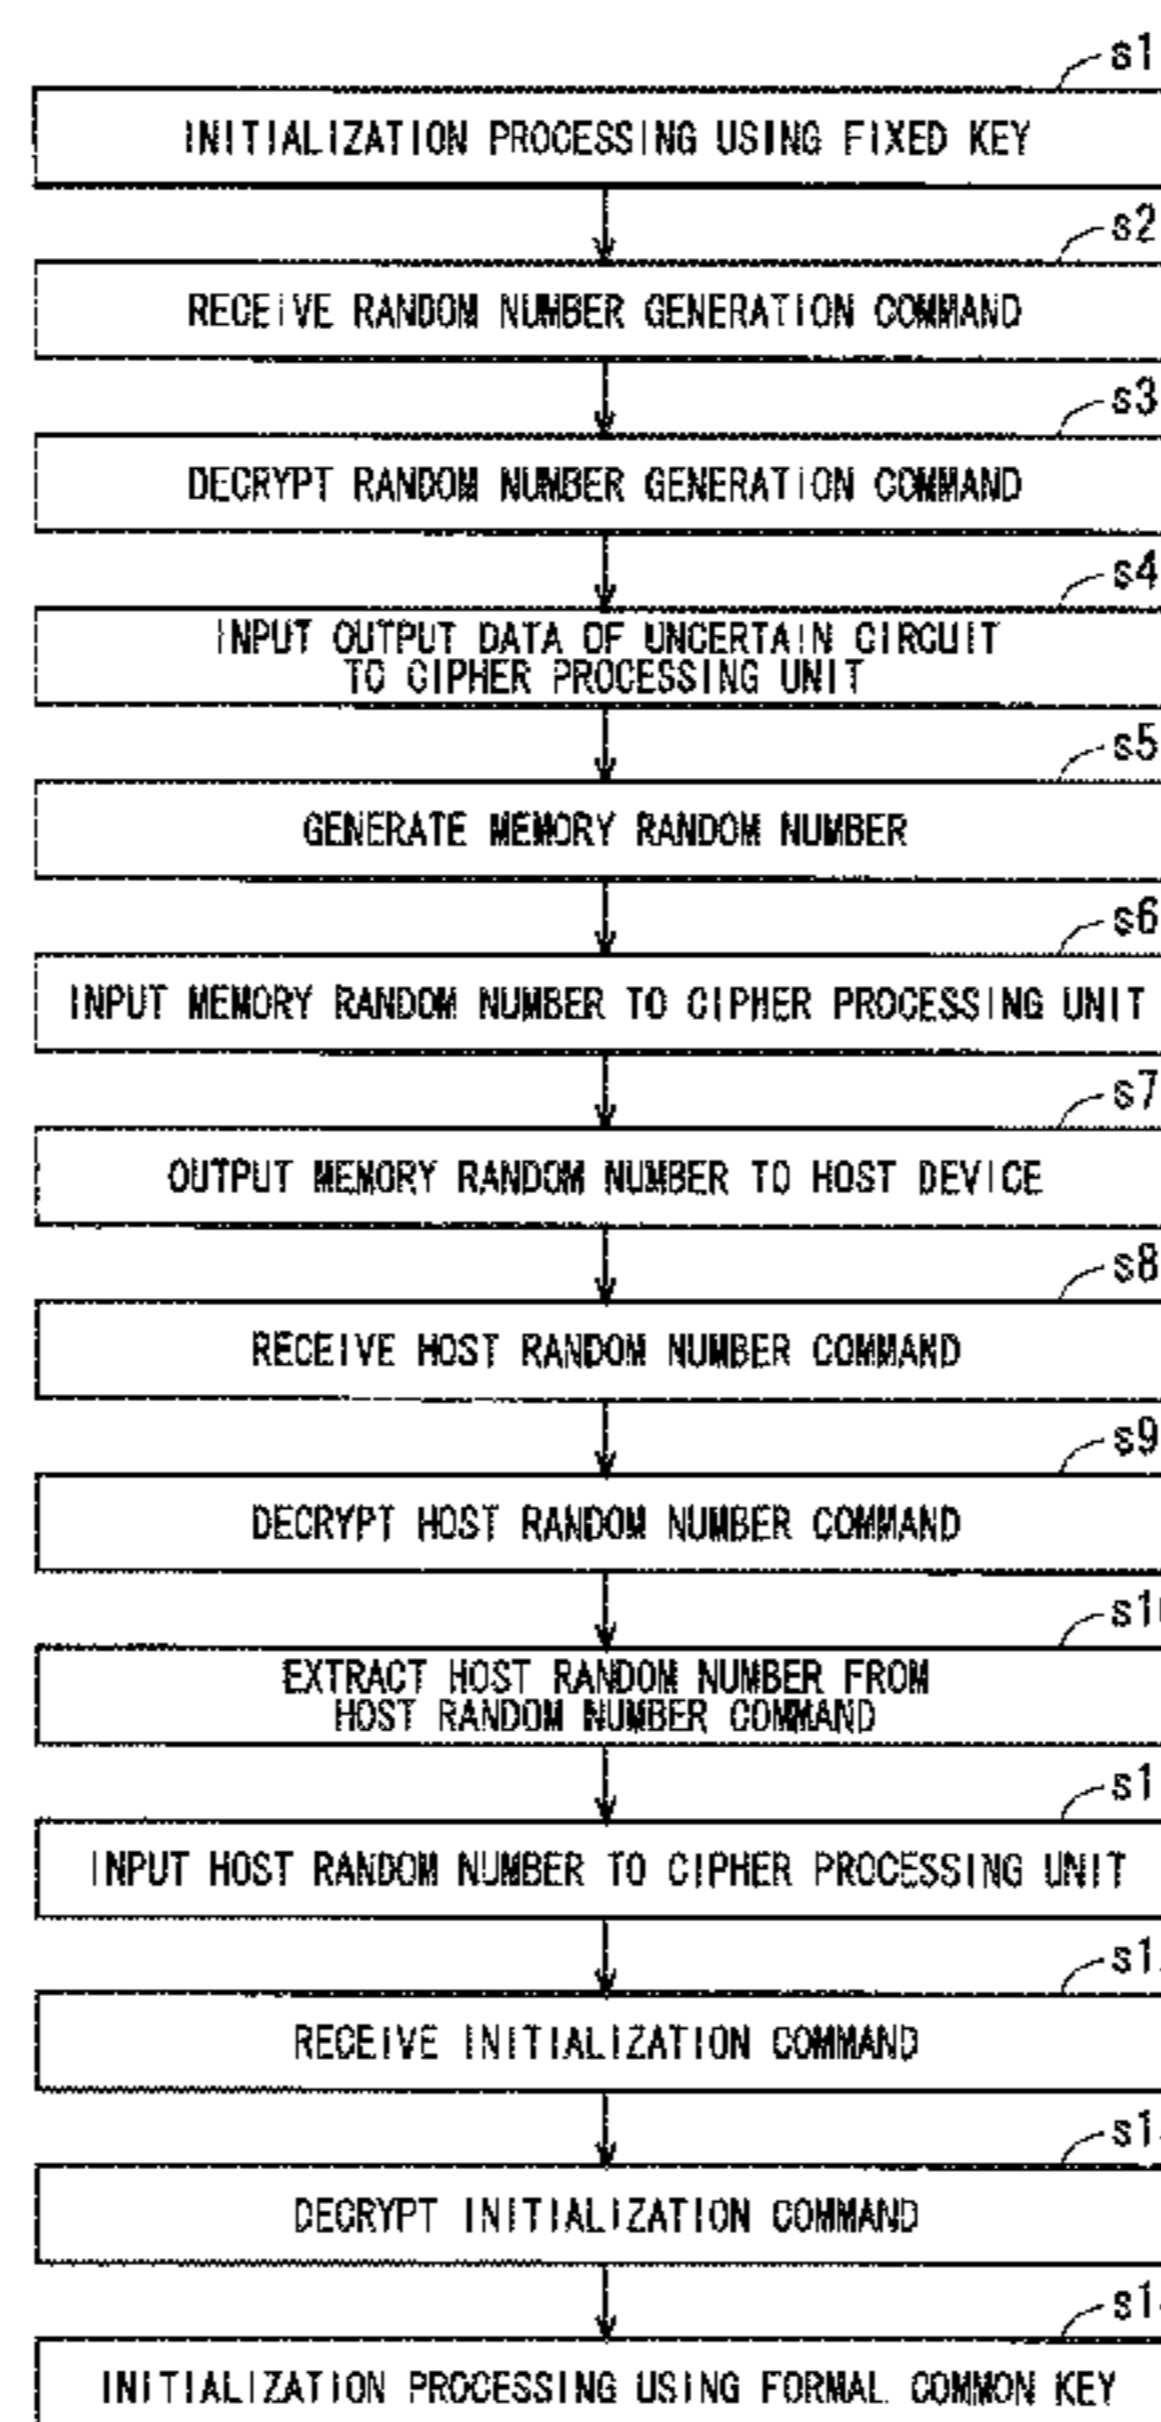 s1
INITIALIZATION PROCESSING USING FIXED KEY
s2
RECEIVE RANDOM NUMBER GENERATION COMMAND
s3
DECRYPT RANDOM NUMBER GENERATION COMMAND
s4
INPUT OUTPUT DATA OF UNCERTAIN CIRCUIT
TO CIPHER PROCESSING UNIT
s5
GENERATE MEMORY RANDOM NUMBER
s6
INPUT MEMORY RANDOM NUMBER TO CIPHER PROCESSING UNIT
s7
OUTPUT MEMORY RANDOM NUMBER TO HOST DEVICE
s8
RECEIVE HOST RANDOM NUMBER COMMAND
s9
DECRYPT HOST RANDOM NUMBER COMMAND
EXTRACT HOST RANDOM NUMBER FROM
HOST RANDOM NUMBER COMMAND
INPUT HOST RANDOM NUMBER TO CIPHER PROCESSING UNIT
RECEIVE INITIALIZATION COMMAND
DECRYPT INITIALIZATION COMMAND
INITIALIZATION PROCESSING USING FORMAL COMMON KEY